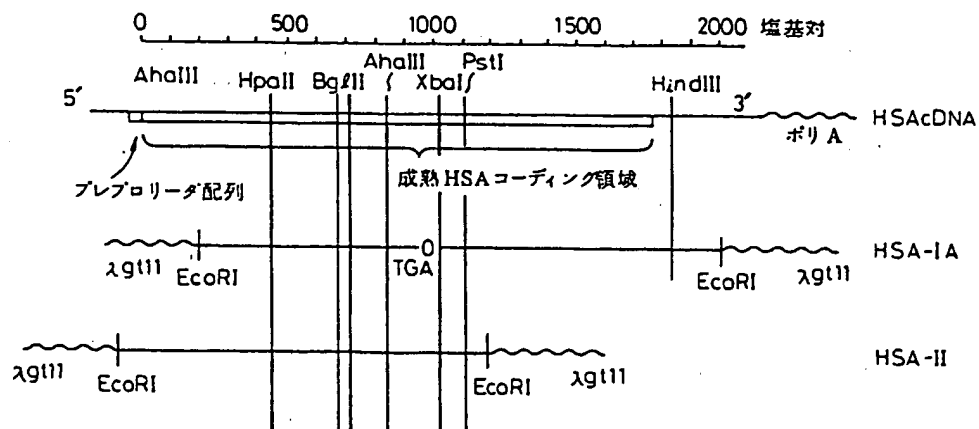 0 500 1000 1500 2000 塩基対
AhaIII PstI
AhaIII HpaII BglII XbaI HindIII
5′ 3′ HSAcDNA
ポリA
プレプロリーダ配列 成熟HSAコーディング領域
0
TGA
HSA-IA
λgt11 EcoRI EcoRI λgt11
HSA-II
λgt11 EcoRI EcoRI λgt11